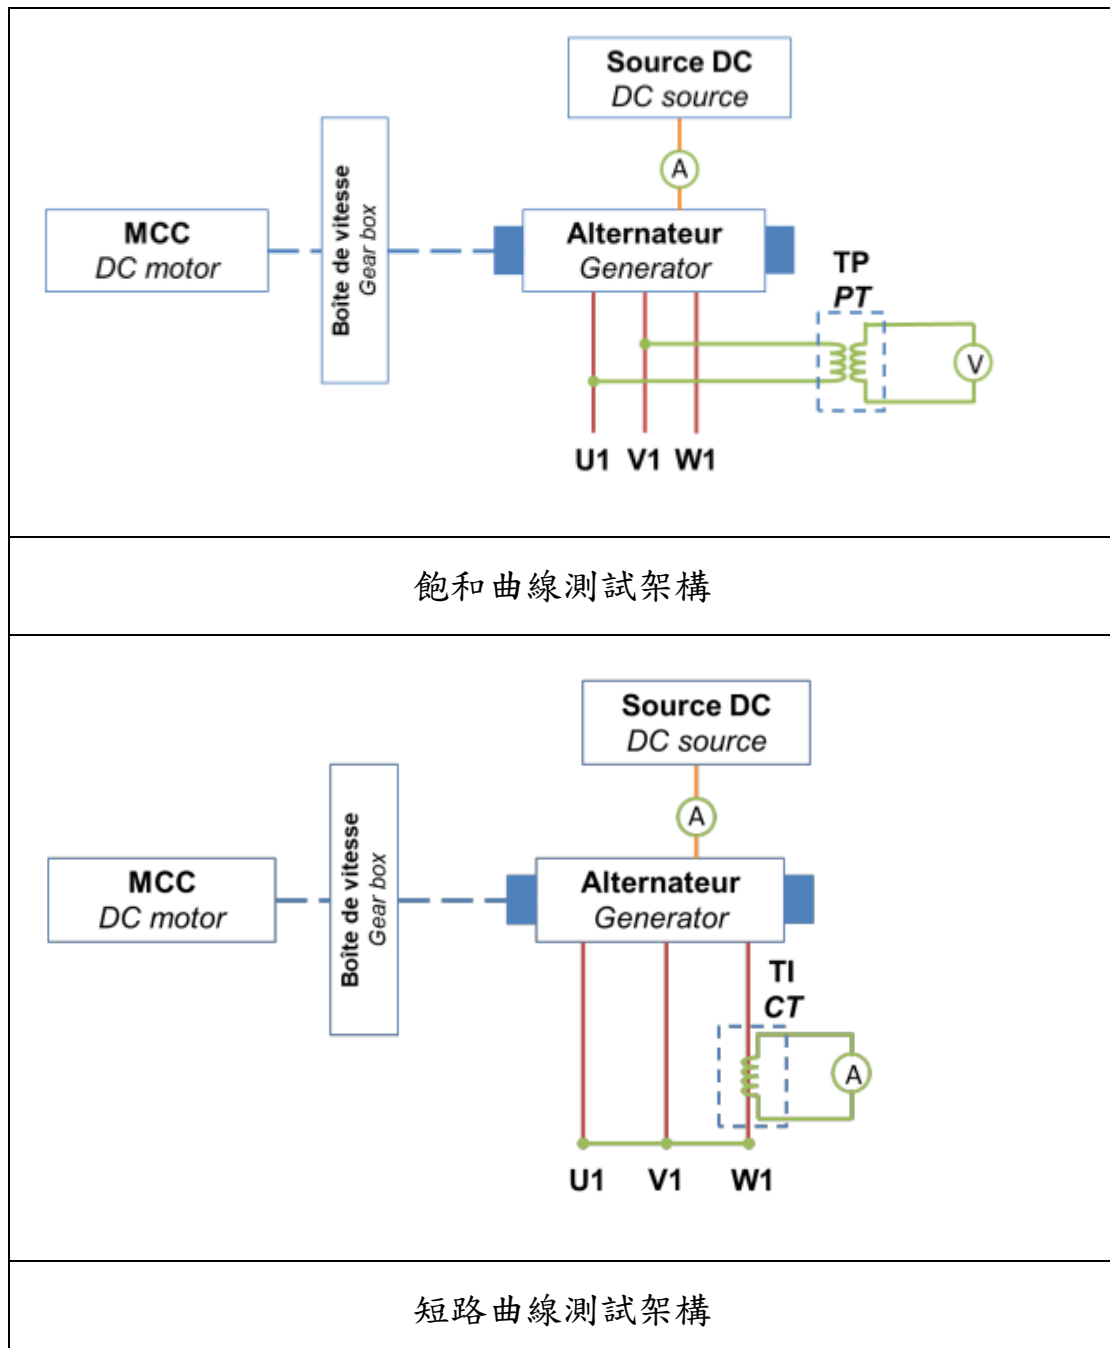 Source DC
DC source
A
MCC
DC motor
Boîte de vitesse
Gear box
Alternateur
Generator
TP
PT
V
U1 V1 W1
飽和曲線測試架構
Source DC
DC source
A
MCC
DC motor
Boîte de vitesse
Gear box
Alternateur
Generator
TI
CT
A
U1 V1 W1
短路曲線測試架構